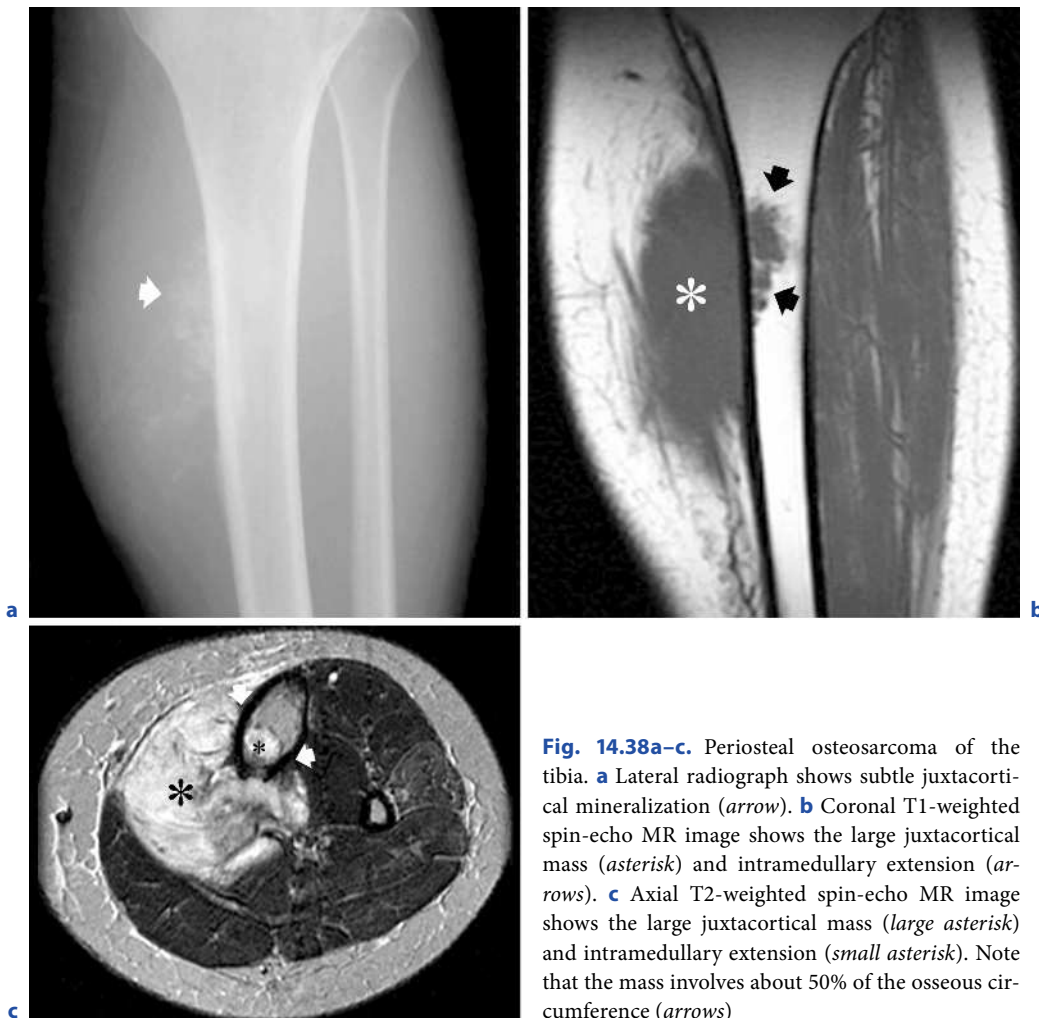 a
b
c
Fig. 14.38a–c. Periosteal osteosarcoma of the
tibia. a Lateral radiograph shows subtle juxtacorti-
cal mineralization (arrow). b Coronal T1-weighted
spin-echo MR image shows the large juxtacortical
mass (asterisk) and intramedullary extension (ar-
rows). c Axial T2-weighted spin-echo MR image
shows the large juxtacortical mass (large asterisk)
and intramedullary extension (small asterisk). Note
that the mass involves about 50% of the osseous cir-
cumference (arrows)